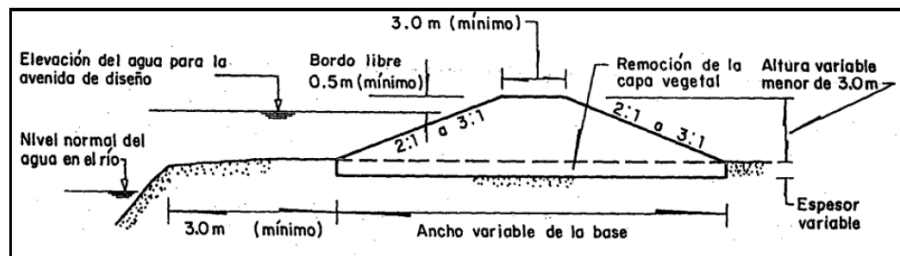 3.0 m (mínimo)
Elevación del agua para la
avenida de diseño
Bordo libre
0.5 m (mínimo)
Remoción de la
capa vegetal
Altura variable
menor de 3.0m
2:1 a 3:1
2:1 a 3:1
Nivel normal del
agua en el río
3.0 m (mínimo)
Ancho variable de la base
Espesor
variable